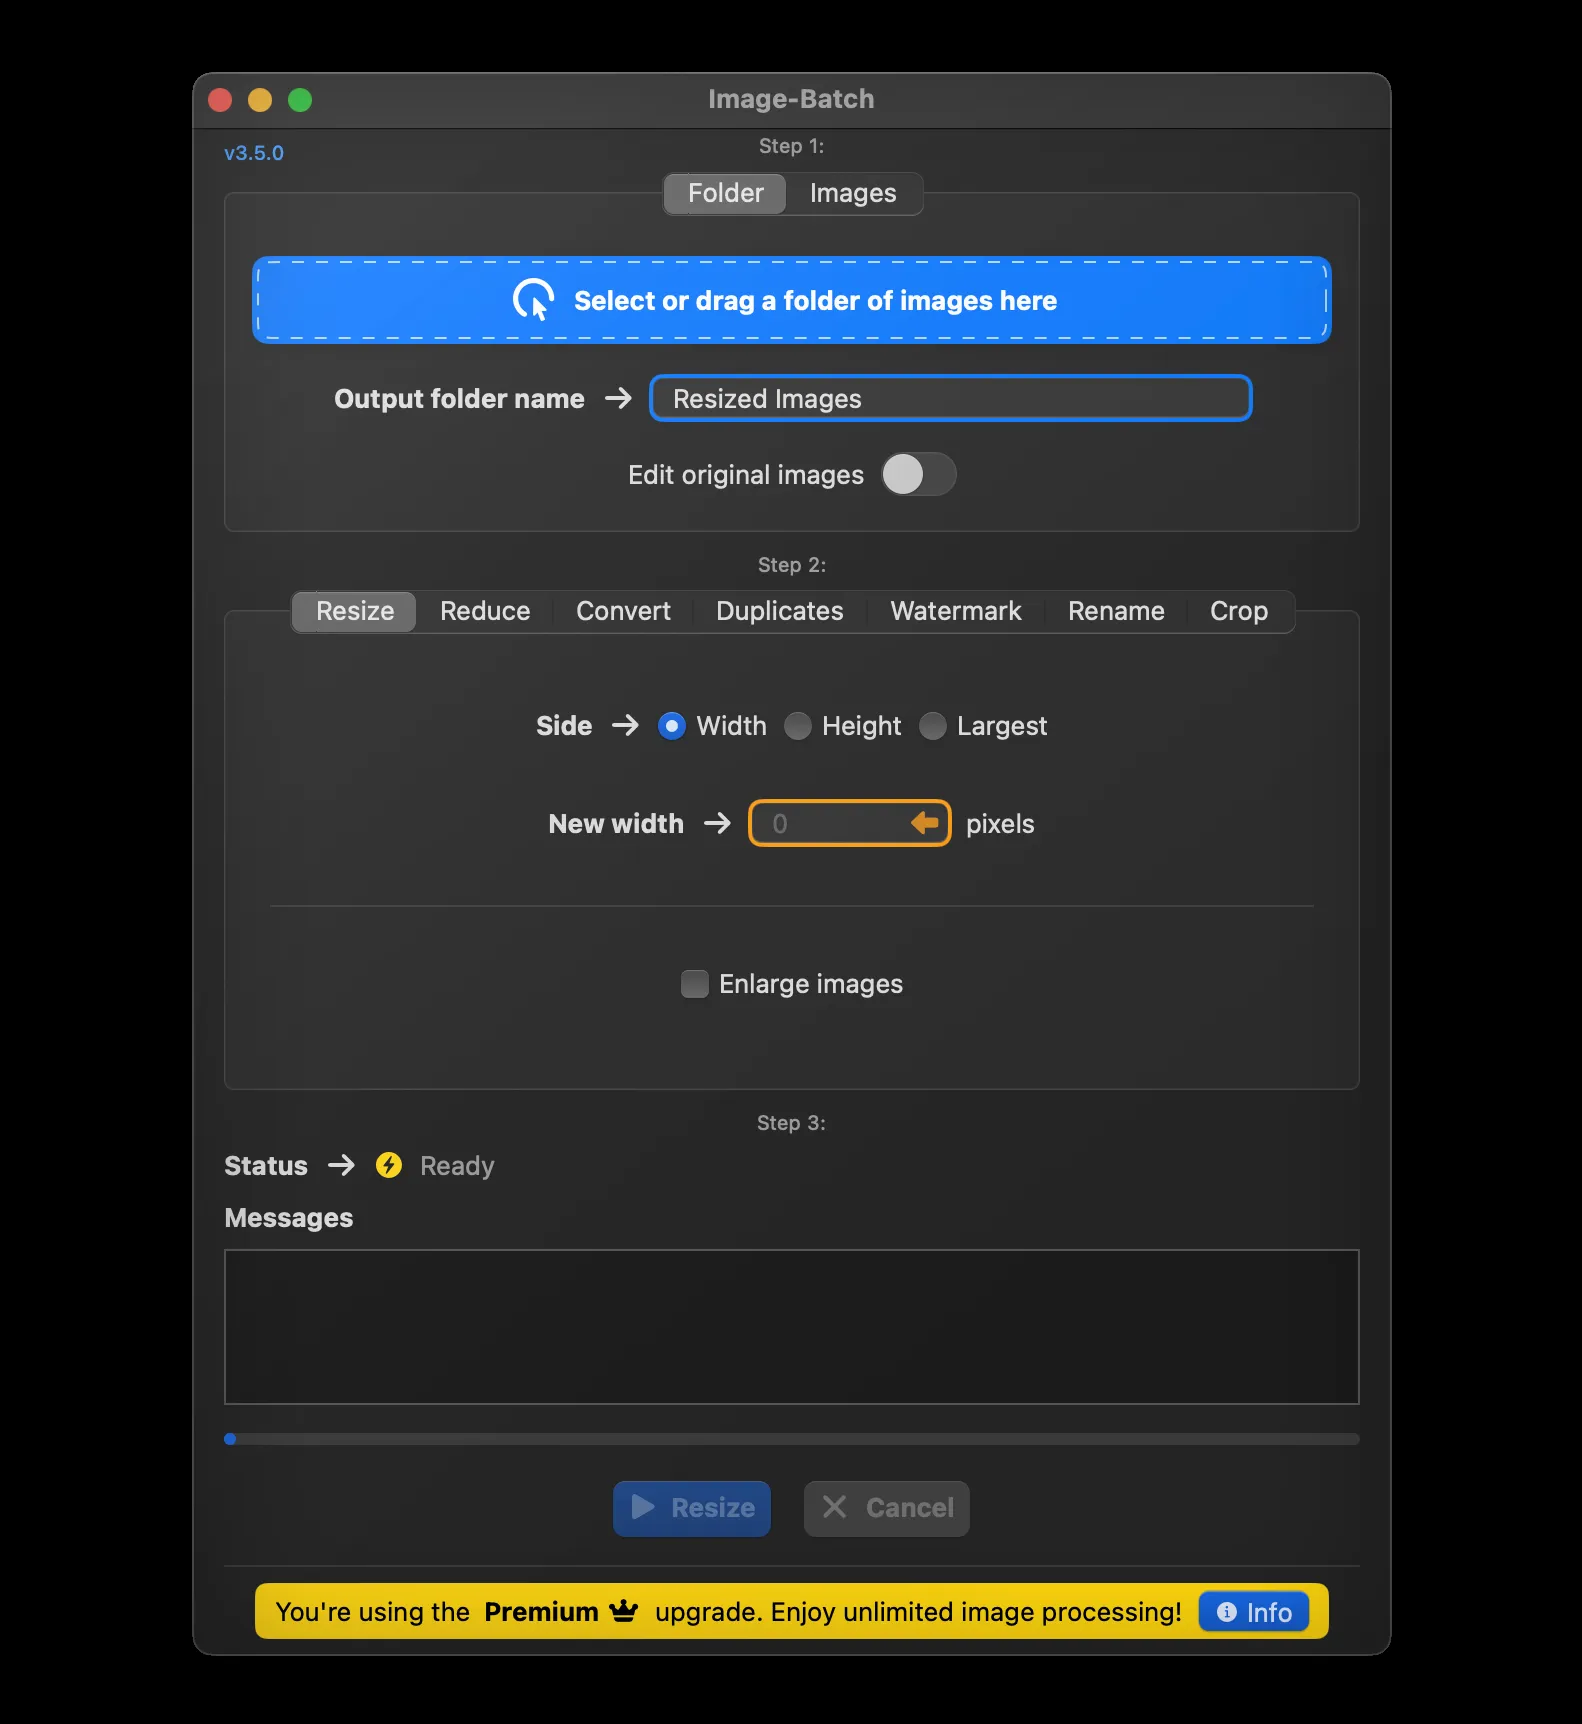 Image-Batch
v3.5.0
Step 1:
Folder Images
Select or drag a folder of images here
Output folder name → Resized Images
Edit original images
Step 2:
Resize Reduce Convert Duplicates Watermark Rename Crop
Side → Width Height Largest
New width → 0 pixels
Enlarge images
Step 3:
Status → Ready
Messages
Resize Cancel
You're using the Premium upgrade. Enjoy unlimited image processing! Info